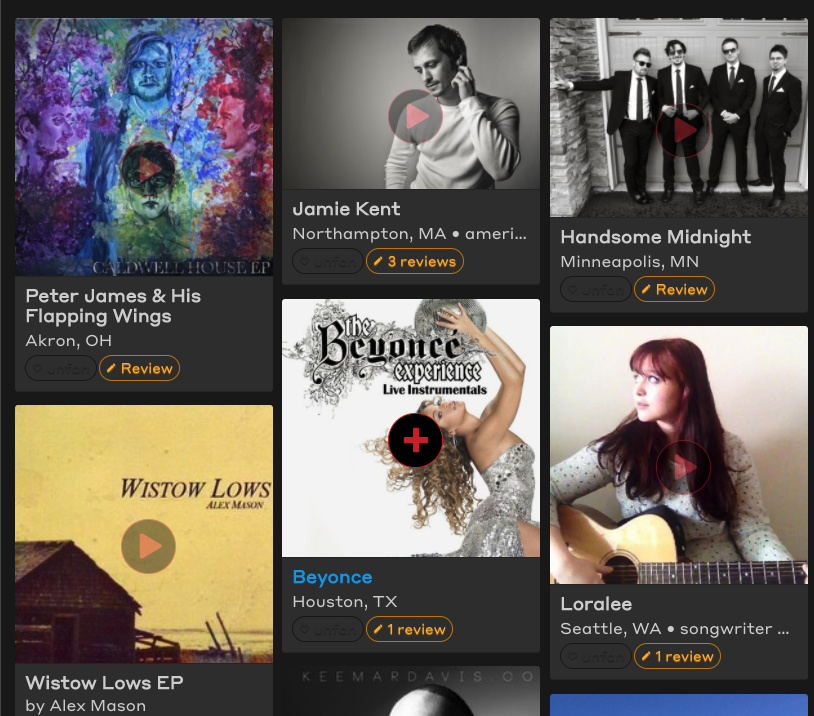 CALDWELL HOUSE EP
Peter James & His
Flapping Wings
Akron, OH
unfan
Review
WISTOW LOWS
ALEX MASON
Wistow Lows EP
by Alex Mason
Jamie Kent
Northampton, MA • ameri...
unfan
3 reviews
the
Beyoncé
experience
Live Instrumentals
Beyonce
Houston, TX
unfan
1 review
KEEMARDAVIS.CO
Handsome Midnight
Minneapolis, MN
unfan
Review
Loralee
Seattle, WA • songwriter ...
unfan
1 review